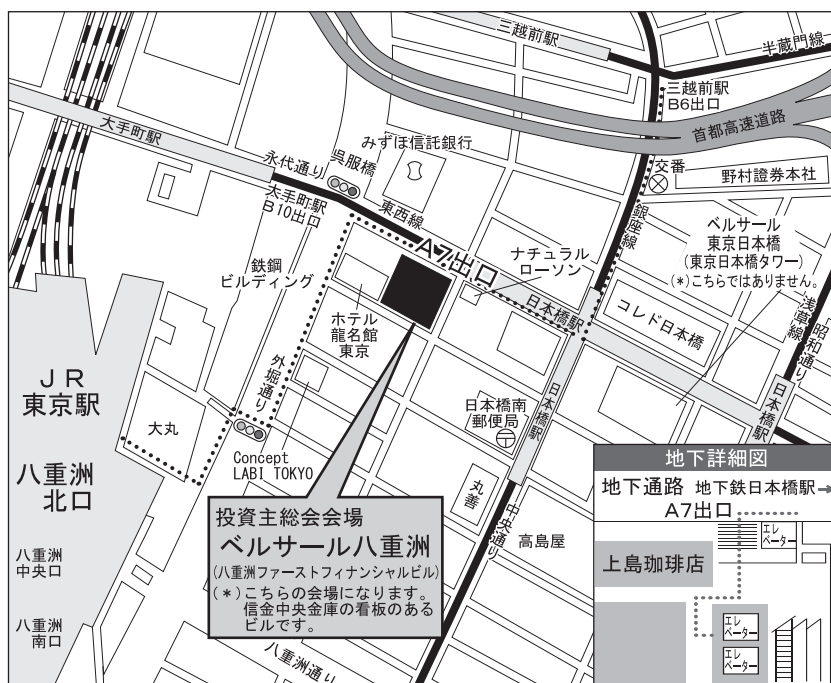 三越前駅
半蔵門線
三越前駅
B6出口
首都高速道路
大手町駅
みずほ信託銀行
呉服橋
永代通り
大手町駅
B10出口
東西線
交番
野村證券本社
銀座線
ベルサール
東京日本橋
(東京日本橋タワー)
(*)こちらではありません。
A7出口
ナチュラル
ローソン
鉄鋼
ビルディング
日本橋駅
コレド日本橋
浅草線
昭和通り
ホテル
龍名館
東京
外堀通り
JR
東京駅
大丸
日本橋南
郵便局
日本橋駅
日本橋駅
Concept
LABI TOKYO
八重洲
北口
丸善
中央通り
高島屋
八重洲
中央口
八重洲
南口
投資主総会会場
ベルサール八重洲
(八重洲ファーストフィナンシャルビル)
(*)こちらの会場になります。
信金中央金庫の看板のある
ビルです。
八重洲通り
地下詳細図
地下通路 地下鉄日本橋駅→
A7出口
エレ
ベーター
上島珈琲店
エレ
ベーター
エレ
ベーター